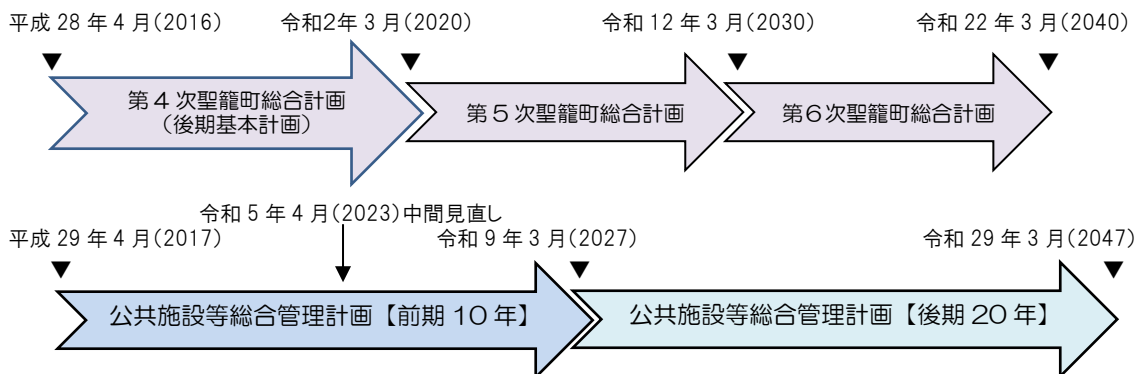 平成 28 年 4 月(2016)
令和2年 3 月(2020)
令和 12 年 3 月(2030)
令和 22 年 3 月(2040)
第 4 次聖籠町総合計画
（後期基本計画）
第 5 次聖籠町総合計画
第6次聖籠町総合計画
令和 5 年 4 月(2023)中間見直し
平成 29 年 4 月(2017)
令和 9 年 3 月(2027)
令和 29 年 3 月(2047)
公共施設等総合管理計画【前期 10 年】
公共施設等総合管理計画【後期 20 年】